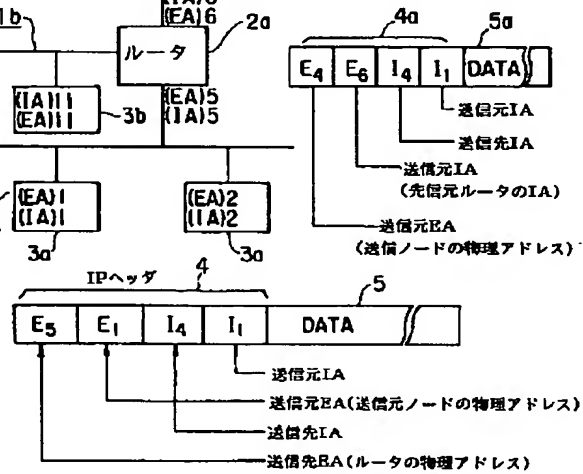 (IA)6
(EA)6
1b
2a
ルータ
4a
5a
E4 E6 I4 I1 DATA
(IA)11
(EA)11
3b
(EA)5
(IA)5
送信元IA
送信先IA
送信元IA
(先信元ルータのIA)
送信元EA
(送信ノードの物理アドレス)
(EA)1
(IA)1
3a
(EA)2
(IA)2
3a
IPヘッダ
4
5
E5 E1 I4 I1 DATA
送信元IA
送信元EA(送信元ノードの物理アドレス)
送信先IA
送信先EA(ルータの物理アドレス)